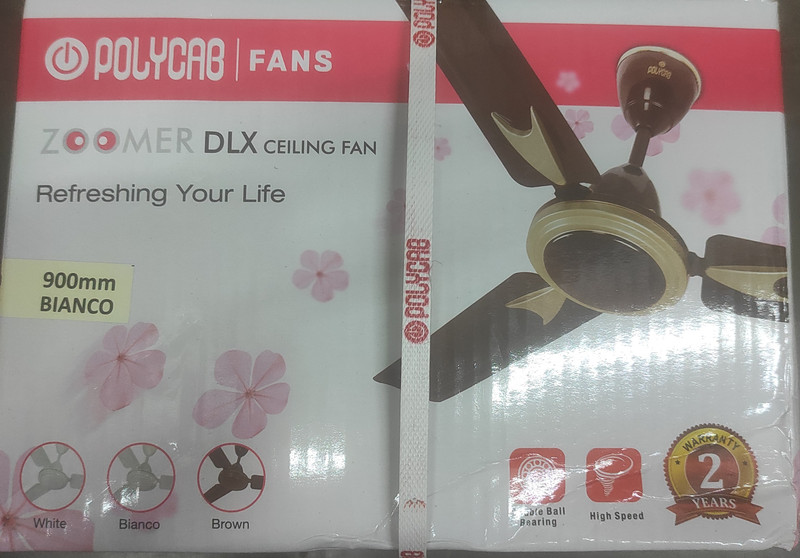 POLYCAB | FANS
ZOOMER DLX CEILING FAN
Refreshing Your Life
900mm
BIANCO
White
Bianco
Brown
POLYCAB
POLYCAB
Ball
Bearing
High Speed
WARRANTY
2
YEARS